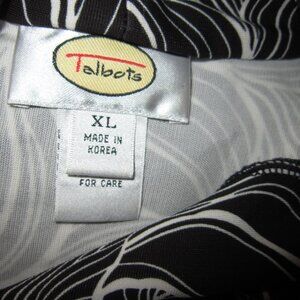 Talbots
XL
MADE IN
KOREA
FOR CARE